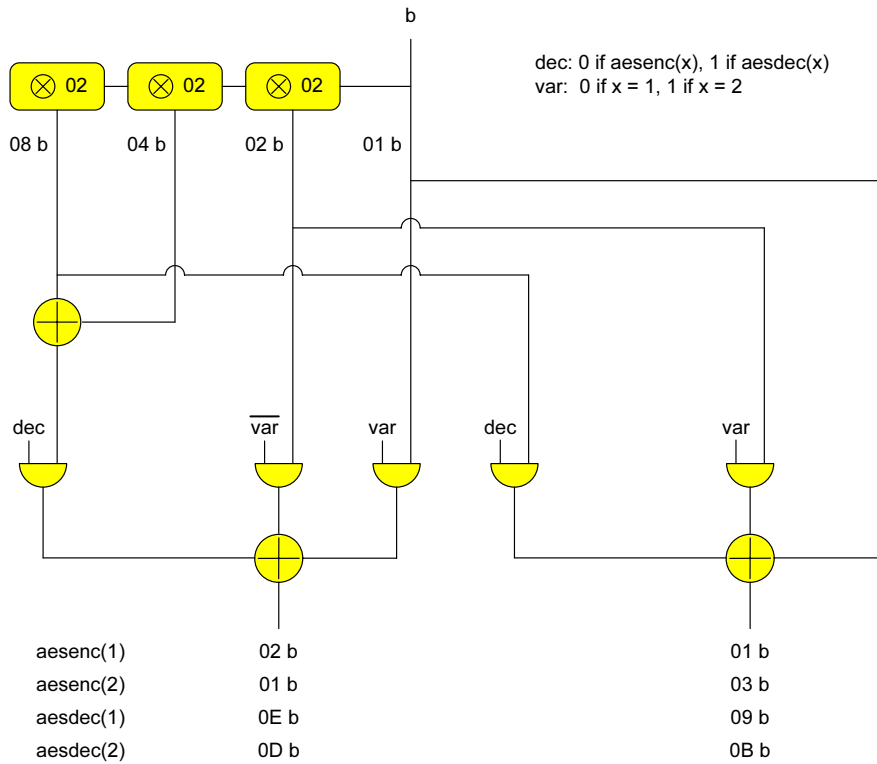 b
dec: 0 if aesenc(x), 1 if aesdec(x)
var: 0 if x = 1, 1 if x = 2
⊗ 02 ⊗ 02 ⊗ 02
08 b 04 b 02 b 01 b
dec v̅a̅r̅ var dec var
aesenc(1) 02 b 01 b
aesenc(2) 01 b 03 b
aesdec(1) 0E b 09 b
aesdec(2) 0D b 0B b